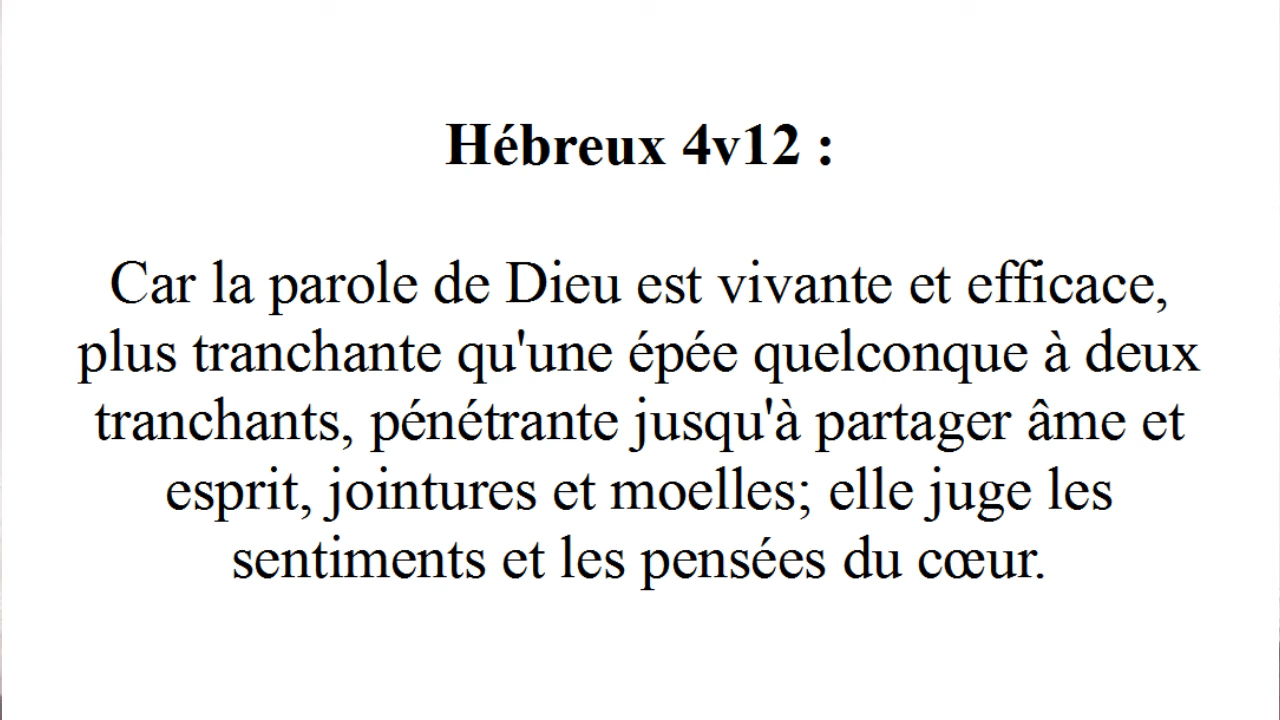 Hébreux 4v12 :
Car la parole de Dieu est vivante et efficace,
plus tranchante qu'une épée quelconque à deux
tranchants, pénétrante jusqu'à partager âme et
esprit, jointures et moelles; elle juge les
sentiments et les pensées du cœur.